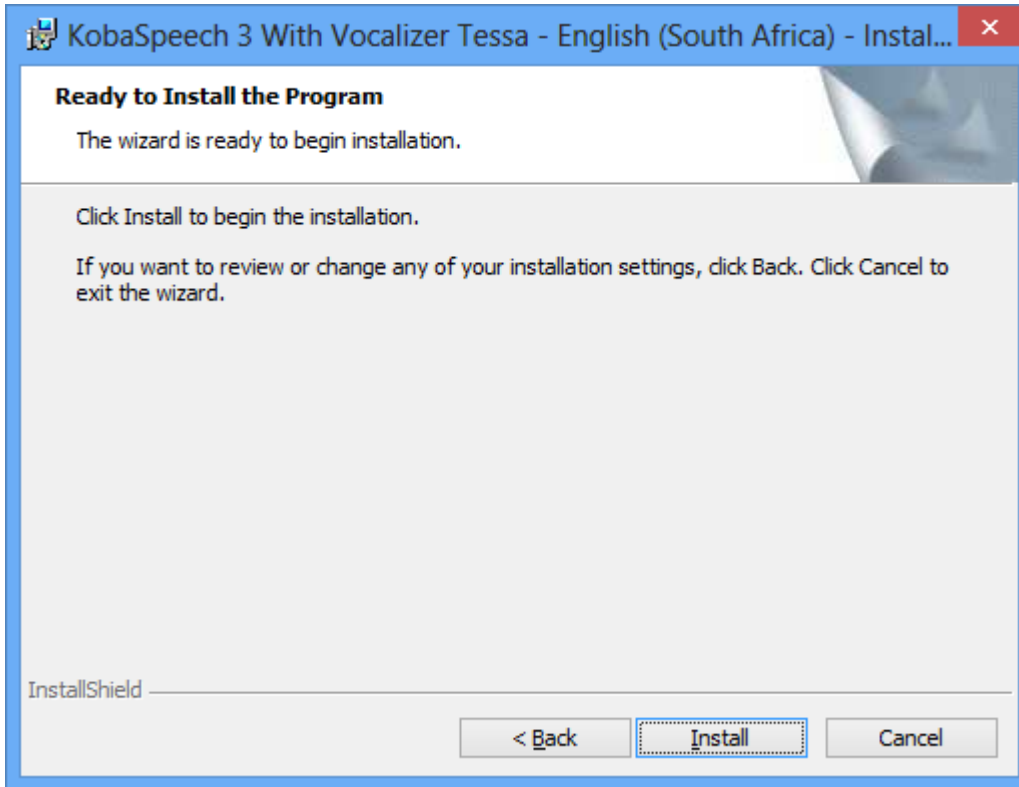 KobaSpeech 3 With Vocalizer Tessa - English (South Africa) - Instal...
Ready to Install the Program
The wizard is ready to begin installation.
Click Install to begin the installation.
If you want to review or change any of your installation settings, click Back. Click Cancel to
exit the wizard.
InstallShield
< Back
Install
Cancel